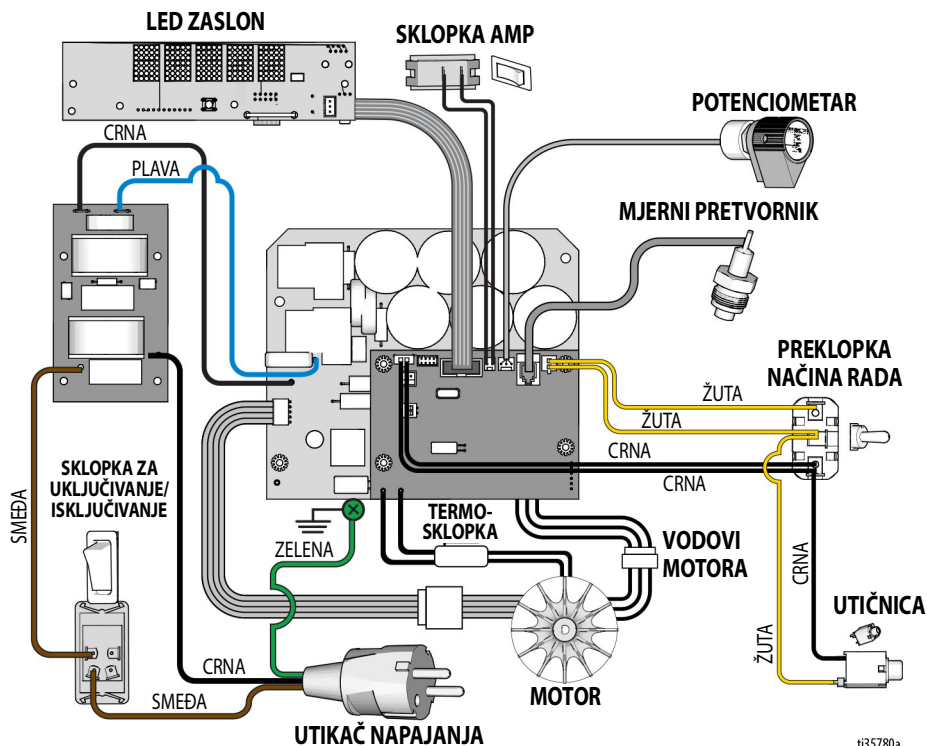 LED ZASLON
SKLOPKA AMP
POTENCIOMETAR
CRNA
PLAVA
MJERNI PRETVORNIK
PREKLOPKA
NAČINA RADA
ŽUTA
ŽUTA
CRNA
CRNA
SKLOPKA ZA
UKLJUČIVANJE/
ISKLJUČIVANJE
SMEĐA
TERMO-
SKLOPKA
ZELENA
VODOVI
MOTORA
CRNA
ŽUTA
UTIČNICA
CRNA
SMEĐA
MOTOR
UTIKAČ NAPAJANJA
ti35780a